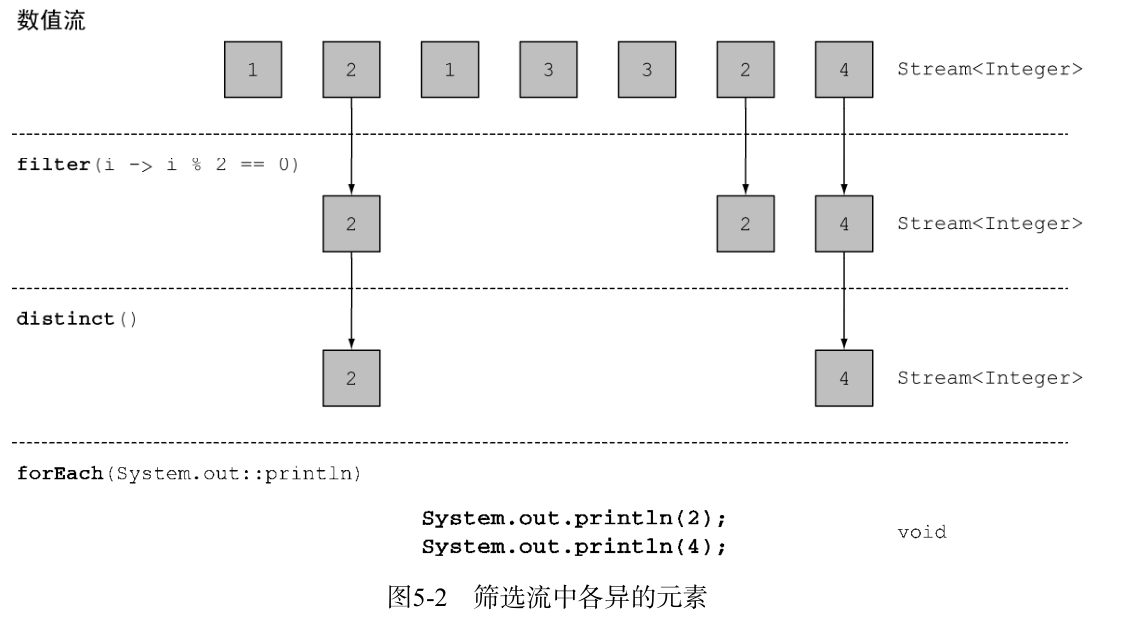 数值流
1 2 1 3 3 2 4 Stream<Integer>
filter(i -> i % 2 == 0)
2 2 4 Stream<Integer>
distinct()
2 4 Stream<Integer>
forEach(System.out::println)
System.out.println(2);
System.out.println(4);
void
图5-2 筛选流中各异的元素